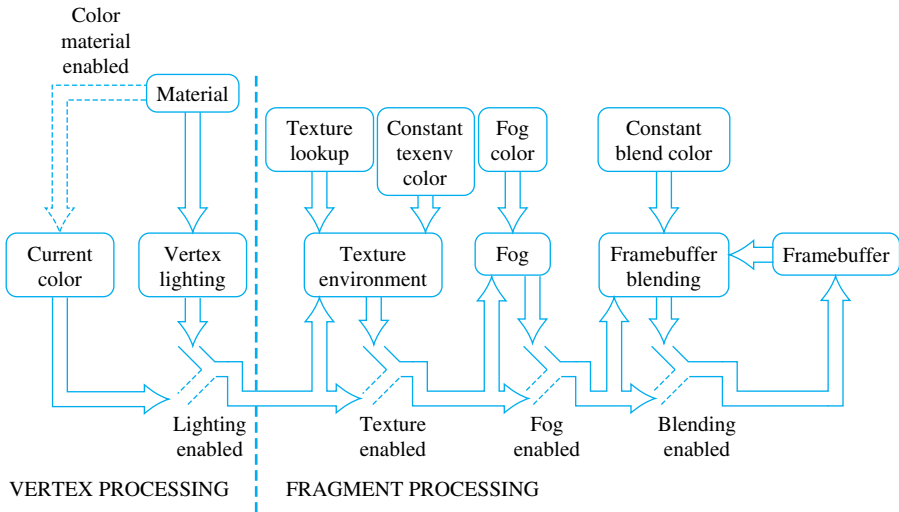 Color
material
enabled
Material
Texture
lookup
Constant
texenv
color
Fog
color
Constant
blend color
Current
color
Vertex
lighting
Texture
environment
Fog
Framebuffer
blending
Framebuffer
Lighting
enabled
Texture
enabled
Fog
enabled
Blending
enabled
VERTEX PROCESSING
FRAGMENT PROCESSING